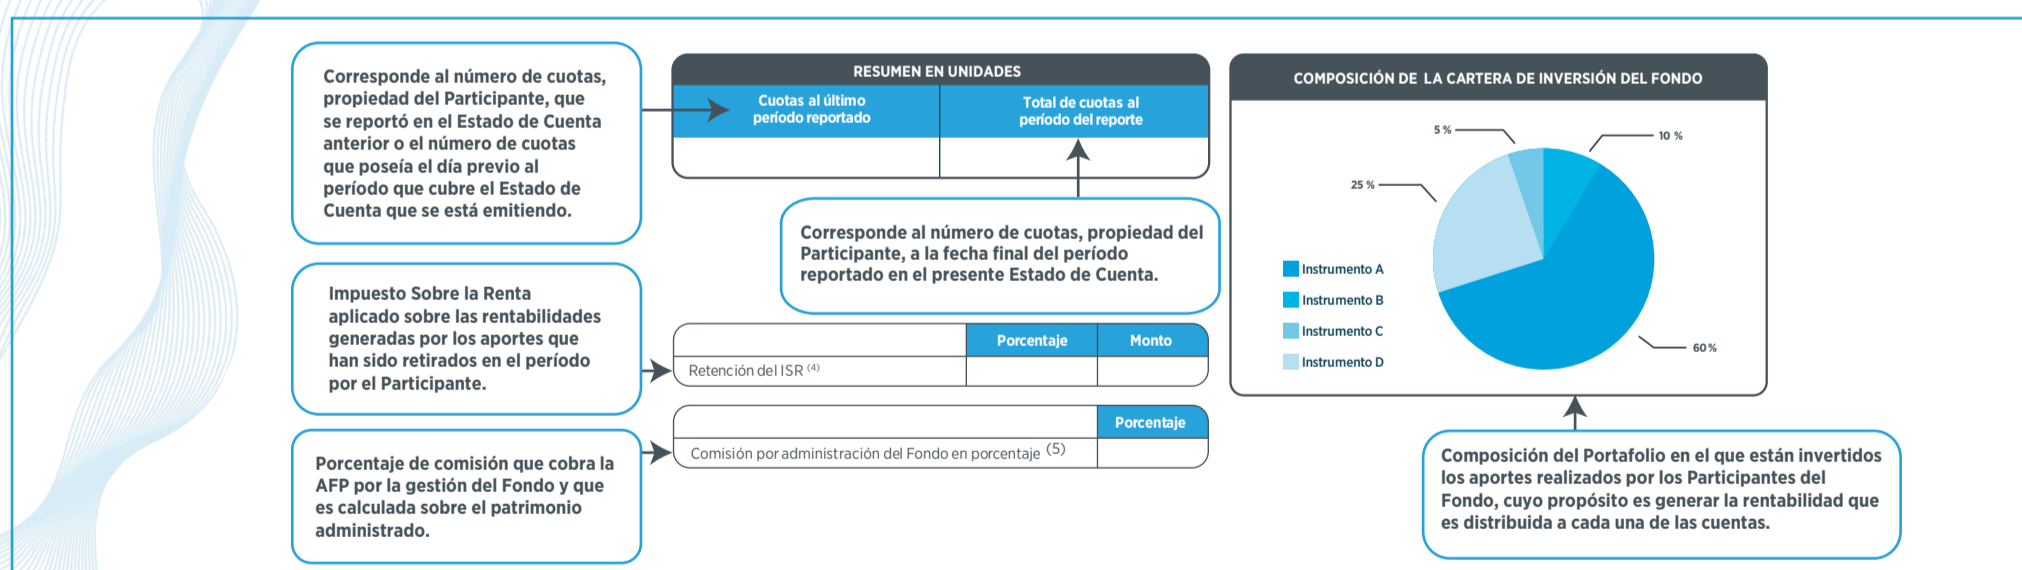 Corresponde al número de cuotas,
propiedad del Participante, que
se reportó en el Estado de Cuenta
anterior o el número de cuotas
que poseía el día previo al
período que cubre el Estado de
Cuenta que se está emitiendo.
RESUMEN EN UNIDADES
Cuotas al último
período reportado
Total de cuotas al
período del reporte
Corresponde al número de cuotas, propiedad del
Participante, a la fecha final del período
reportado en el presente Estado de Cuenta.
Impuesto Sobre la Renta
aplicado sobre las rentabilidades
generadas por los aportes que
han sido retirados en el período
por el Participante.
Porcentaje
Monto
Retención del ISR (4)
Porcentaje de comisión que cobra la
AFP por la gestión del Fondo y que
es calculada sobre el patrimonio
administrado.
Porcentaje
Comisión por administración del Fondo en porcentaje (5)
COMPOSICIÓN DE LA CARTERA DE INVERSIÓN DEL FONDO
5 %
10 %
25 %
60 %
Instrumento A
Instrumento B
Instrumento C
Instrumento D
Composición del Portafolio en el que están invertidos
los aportes realizados por los Participantes del
Fondo, cuyo propósito es generar la rentabilidad que
es distribuida a cada una de las cuentas.